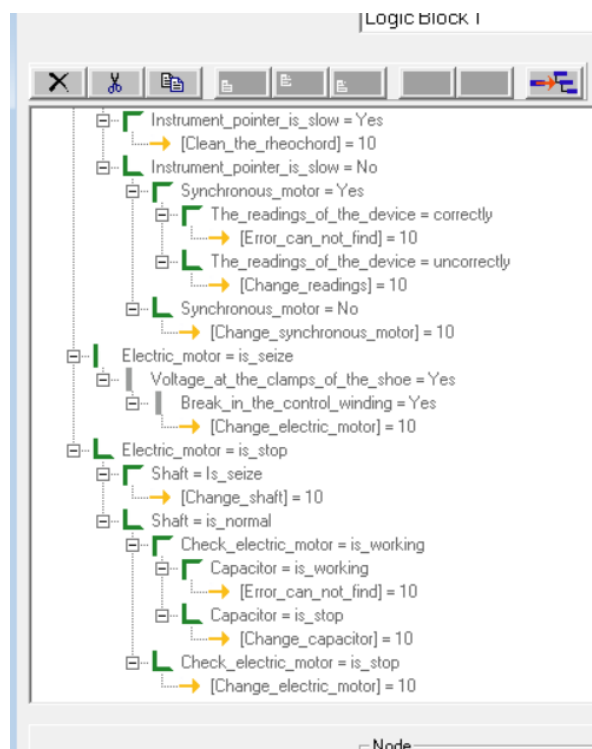 Logic Block 1
Instrument_pointer_is_slow = Yes
[Clean_the_rheochord] = 10
Instrument_pointer_is_slow = No
Synchronous_motor = Yes
The_readings_of_the_device = correctly
[Error_can_not_find] = 10
The_readings_of_the_device = uncorrectly
[Change_readings] = 10
Synchronous_motor = No
[Change_synchronous_motor] = 10
Electric_motor = is_seize
Voltage_at_the_clamps_of_the_shoe = Yes
Break_in_the_control_winding = Yes
[Change_electric_motor] = 10
Electric_motor = is_stop
Shaft = Is_seize
[Change_shaft] = 10
Shaft = is_normal
Check_electric_motor = is_working
Capacitor = is_working
[Error_can_not_find] = 10
Capacitor = is_stop
[Change_capacitor] = 10
Check_electric_motor = is_stop
[Change_electric_motor] = 10
Node